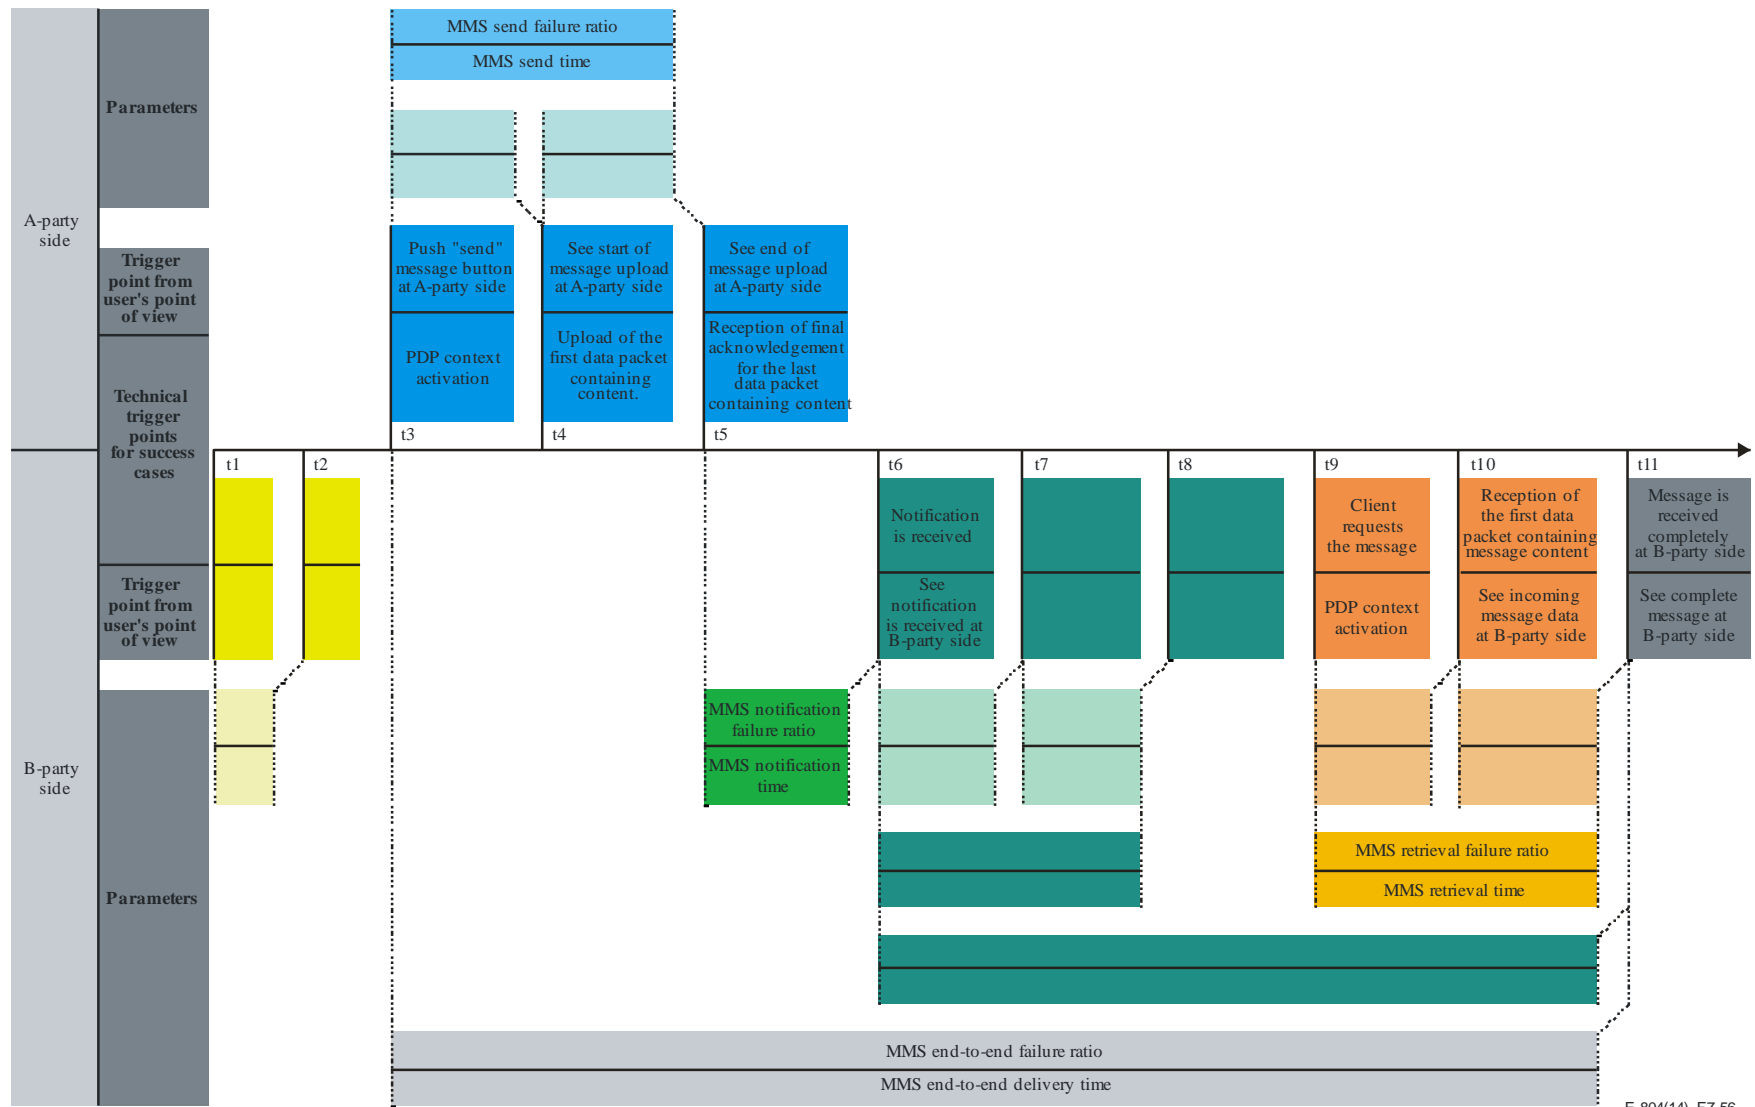 MMS send failure ratio
MMS send time
Parameters
A-party
side
Trigger
point from
user's point
of view
Push "send"
message button
at A-party side
See start of
message upload
at A-party side
See end of
message upload
at A-party side
Technical
trigger
points
for success
cases
PDP context
activation
Upload of the
first data packet
containing
content.
Reception of final
acknowledgement
for the last
data packet
containing content
t3
t4
t5
t1
t2
t6
t7
t8
t9
t10
t11
Notification
is received
Client
requests
the message
Reception of
the first data
packet containing
message content
Message is
received
completely
at B-party side
Trigger
point from
user's point
of view
See
notification
is received at
B-party side
PDP context
activation
See incoming
message data
at B-party side
See complete
message at
B-party side
B-party
side
Parameters
MMS notification
failure ratio
MMS notification
time
MMS retrieval failure ratio
MMS retrieval time
MMS end-to-end failure ratio
MMS end-to-end delivery time
E.804(14)_F7-56